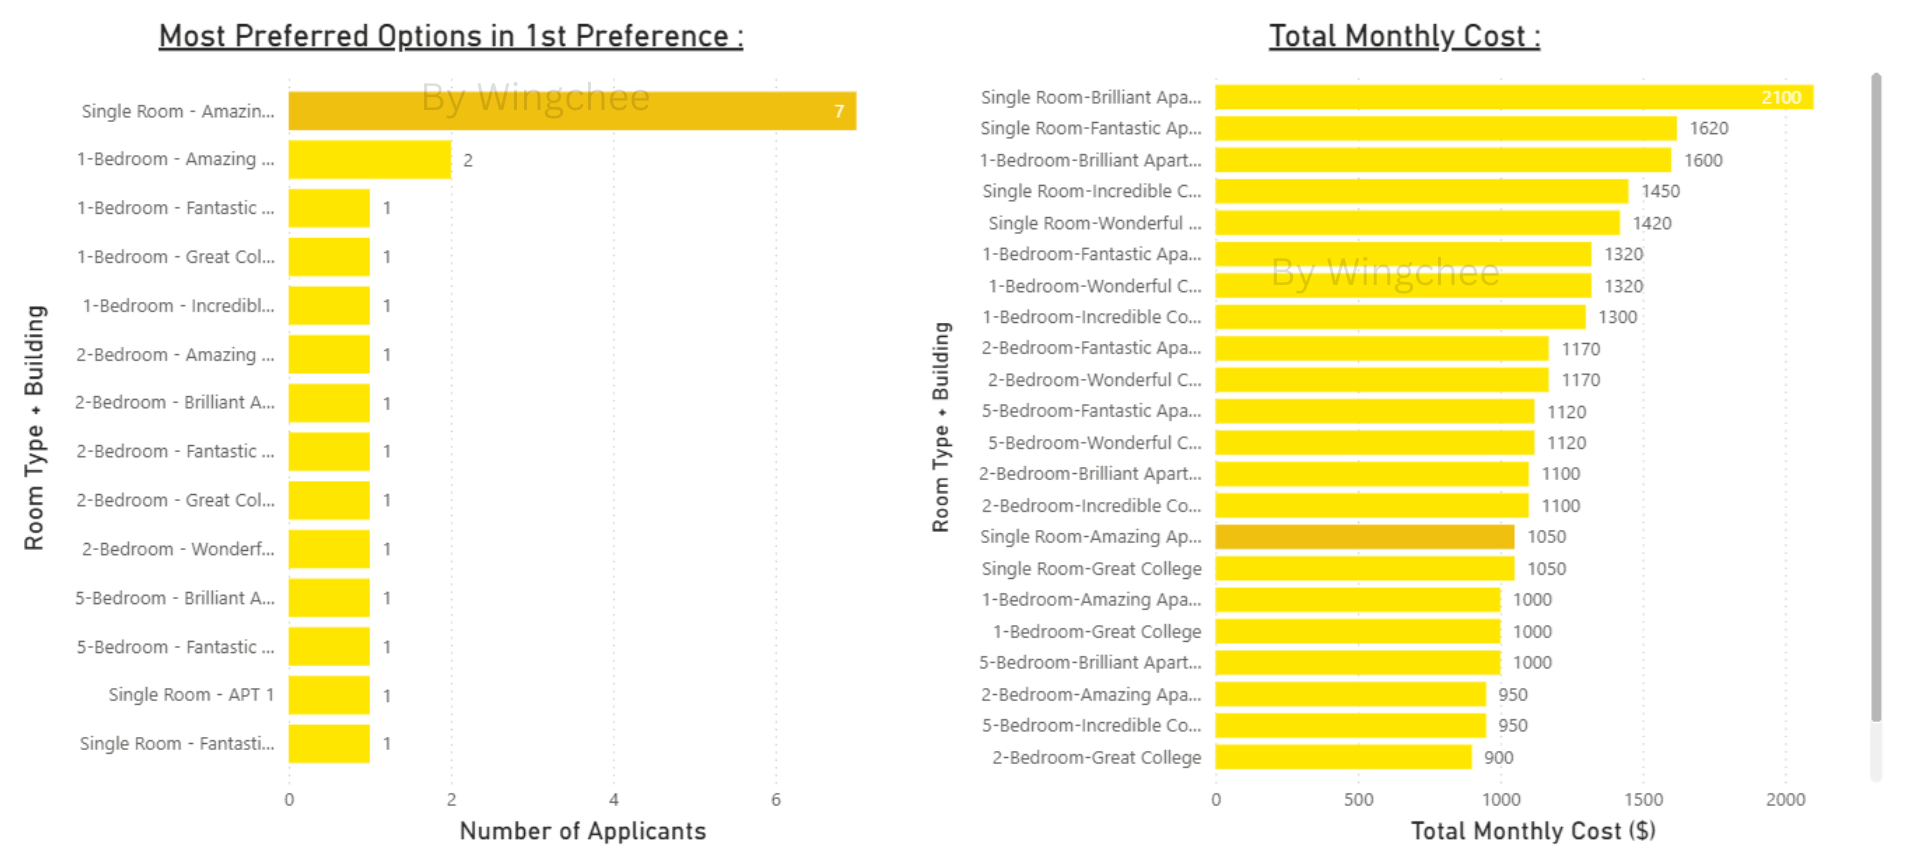 Most Preferred Options in 1st Preference :
By Wingchee
Room Type + Building
Single Room - Amazin... 7
1-Bedroom - Amazing ... 2
1-Bedroom - Fantastic ... 1
1-Bedroom - Great Col... 1
1-Bedroom - Incredibl... 1
2-Bedroom - Amazing ... 1
2-Bedroom - Brilliant A... 1
2-Bedroom - Fantastic ... 1
2-Bedroom - Great Col... 1
2-Bedroom - Wonderf... 1
5-Bedroom - Brilliant A... 1
5-Bedroom - Fantastic ... 1
Single Room - APT 1 1
Single Room - Fantasti... 1
0 2 4 6
Number of Applicants
Total Monthly Cost :
By Wingchee
Room Type + Building
Single Room-Brilliant Apa... 2100
Single Room-Fantastic Ap... 1620
1-Bedroom-Brilliant Apart... 1600
Single Room-Incredible C... 1450
Single Room-Wonderful ... 1420
1-Bedroom-Fantastic Apa... 1320
1-Bedroom-Wonderful C... 1320
1-Bedroom-Incredible Co... 1300
2-Bedroom-Fantastic Apa... 1170
2-Bedroom-Wonderful C... 1170
5-Bedroom-Fantastic Apa... 1120
5-Bedroom-Wonderful C... 1120
2-Bedroom-Brilliant Apart... 1100
2-Bedroom-Incredible Co... 1100
Single Room-Amazing Ap... 1050
Single Room-Great College 1050
1-Bedroom-Amazing Apa... 1000
1-Bedroom-Great College 1000
5-Bedroom-Brilliant Apart... 1000
2-Bedroom-Amazing Apa... 950
5-Bedroom-Incredible Co... 950
2-Bedroom-Great College 900
0 500 1000 1500 2000
Total Monthly Cost ($)